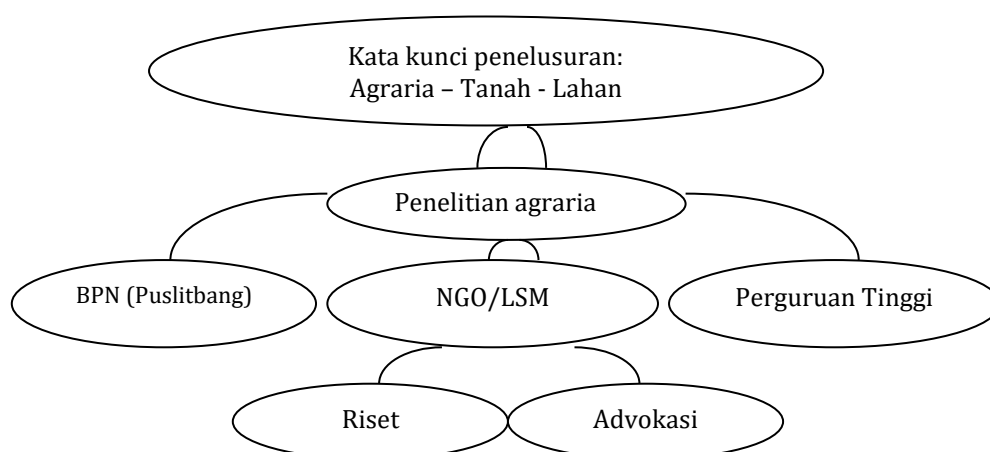 Kata kunci penelusuran:
Agraria – Tanah - Lahan
Penelitian agraria
BPN (Puslitbang)
NGO/LSM
Perguruan Tinggi
Riset
Advokasi